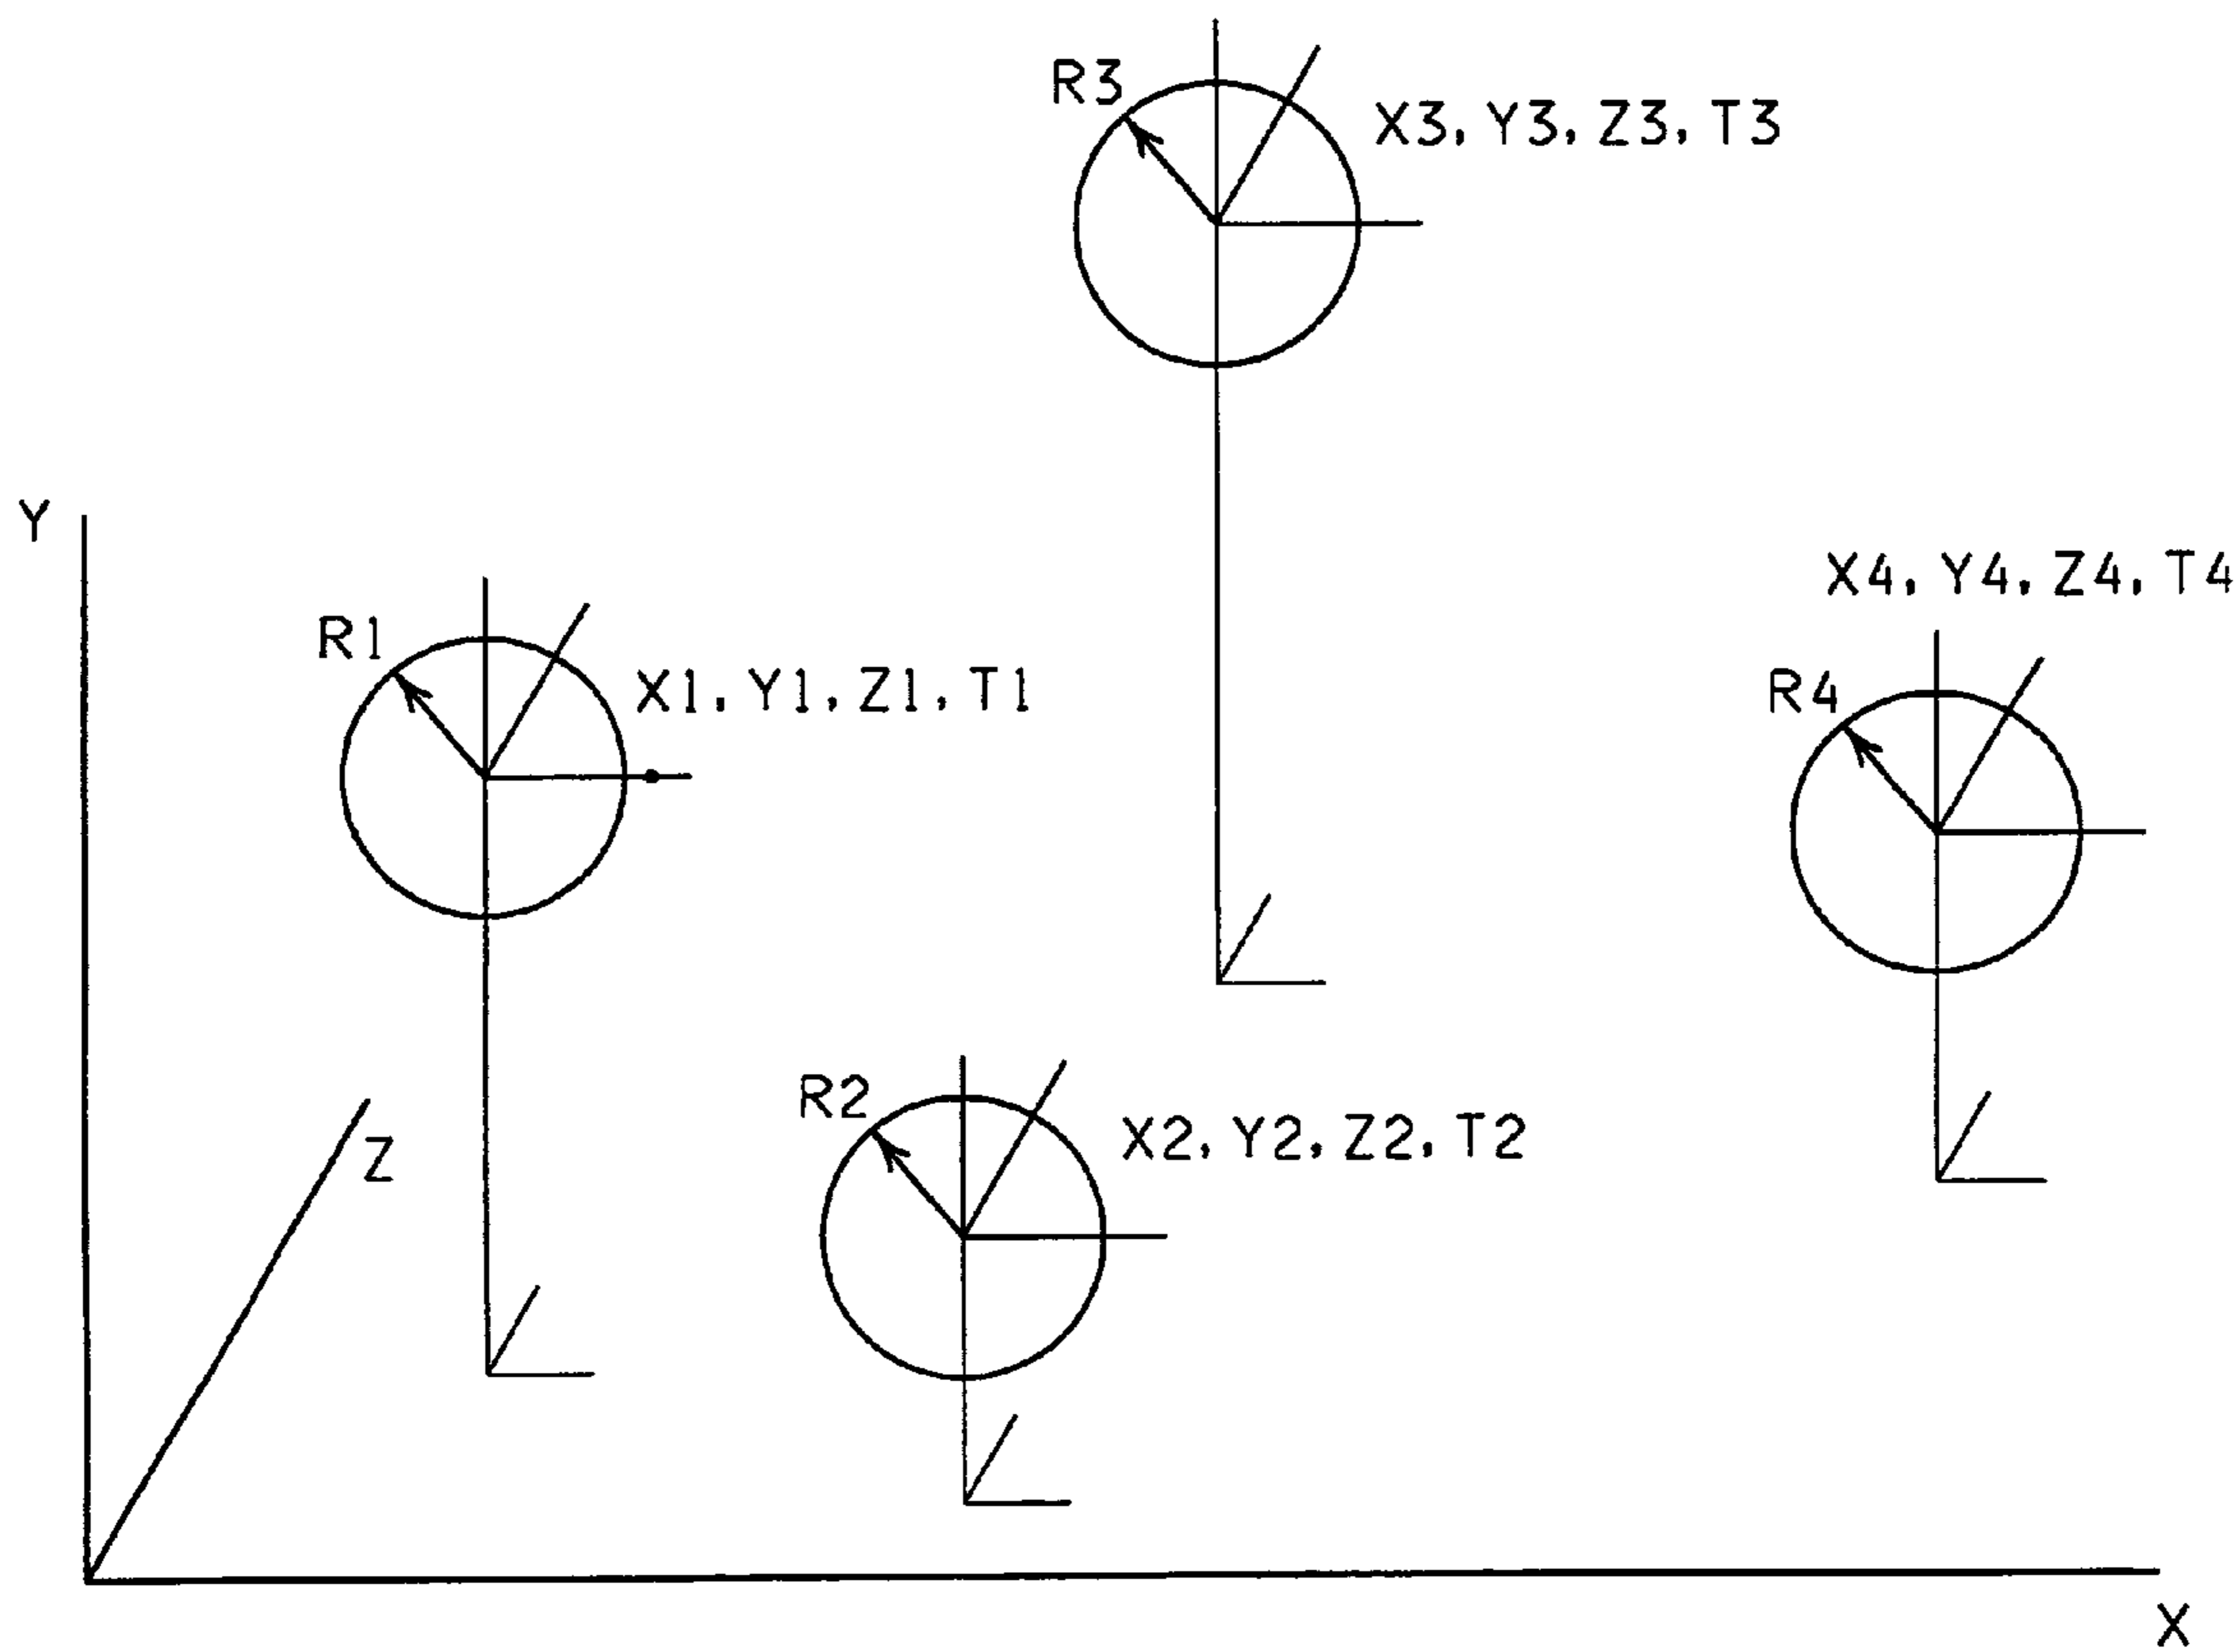 R3
X3, Y3, Z3, T3
Y
X4, Y4, Z4, T4
R1
X1, Y1, Z1, T1
R4
R2
X2, Y2, Z2, T2
Z
X